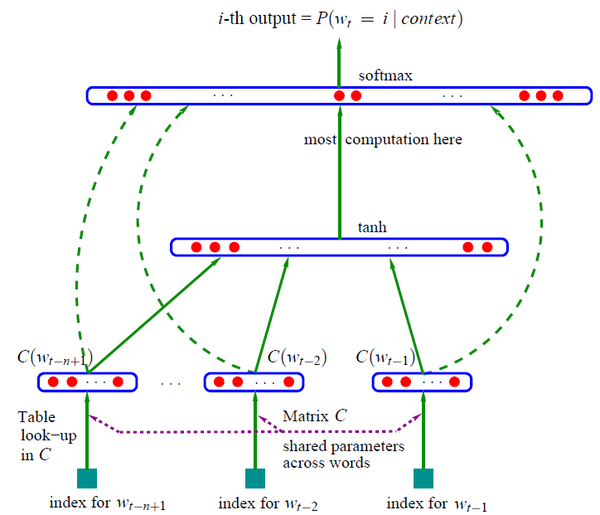 i-th output = P(w_t = i | context)
softmax
. . .
. . .
most computation here
tanh
. . .
. . .
C(w_{t−n+1})
C(w_{t−2})
C(w_{t−1})
. . .
. . .
. . .
. . .
Table
look−up
in C
Matrix C
shared parameters
across words
index for w_{t−n+1}
index for w_{t−2}
index for w_{t−1}